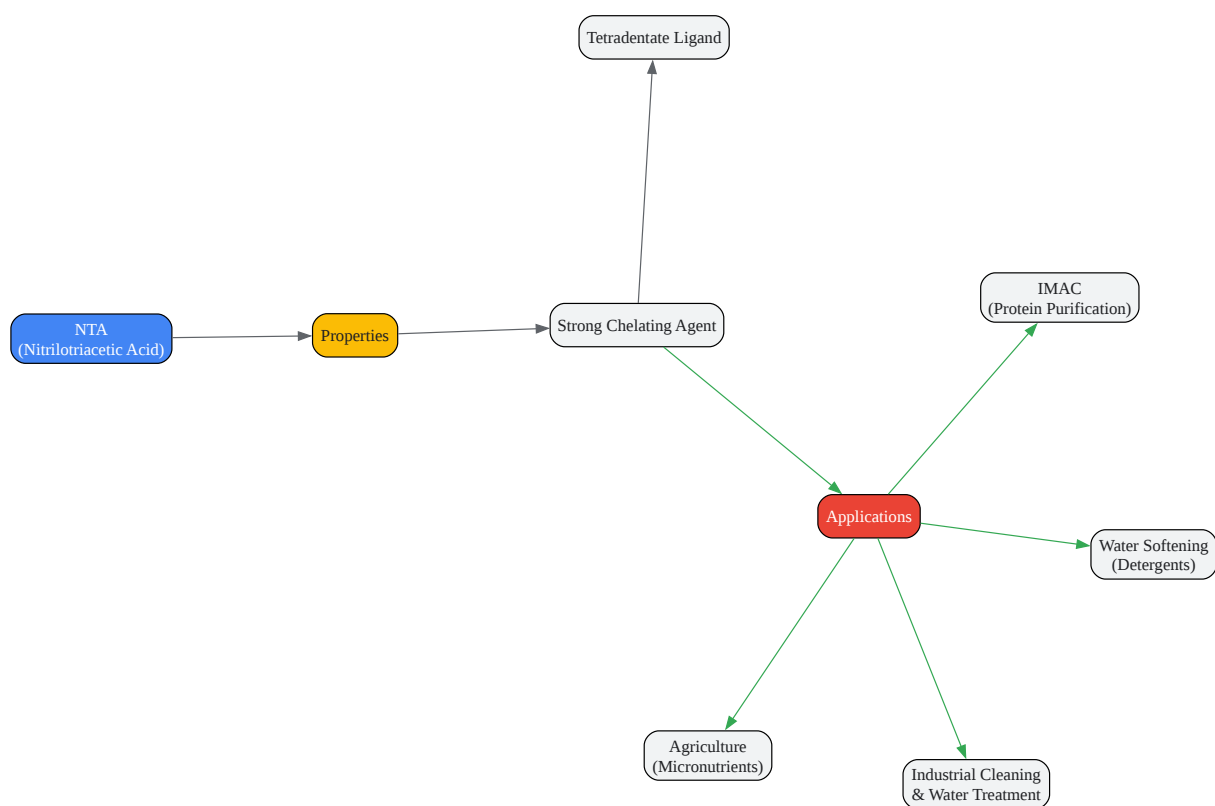 Tetradentate Ligand
IMAC
(Protein Purification)
NTA
(Nitrilotriacetic Acid)
Properties
Strong Chelating Agent
Applications
Water Softening
(Detergents)
Agriculture
(Micronutrients)
Industrial Cleaning
& Water Treatment